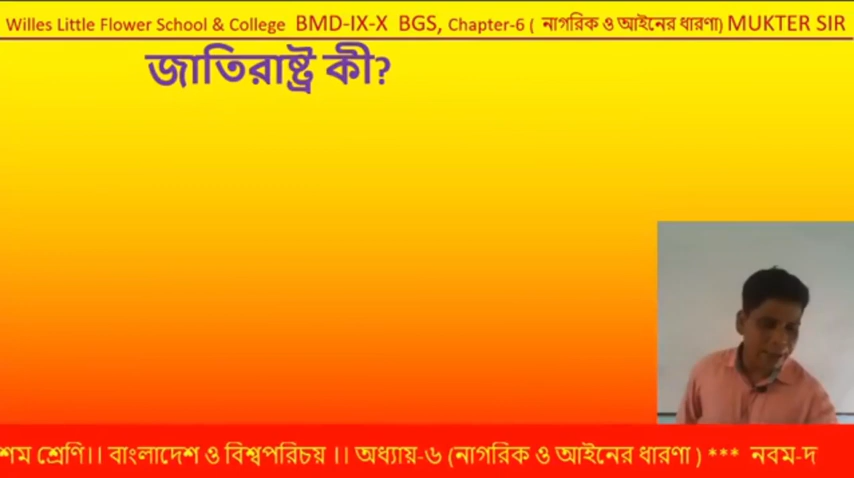 Willes Little Flower School & College BMD-IX-X BGS, Chapter-6 ( নাগরিক ও আইনের ধারণা) MUKTER SIR
জাতিরাষ্ট্র কী?
শম শ্রেণি।। বাংলাদেশ ও বিশ্বপরিচয় ।। অধ্যায়-৬ (নাগরিক ও আইনের ধারণা ) *** নবম-দ